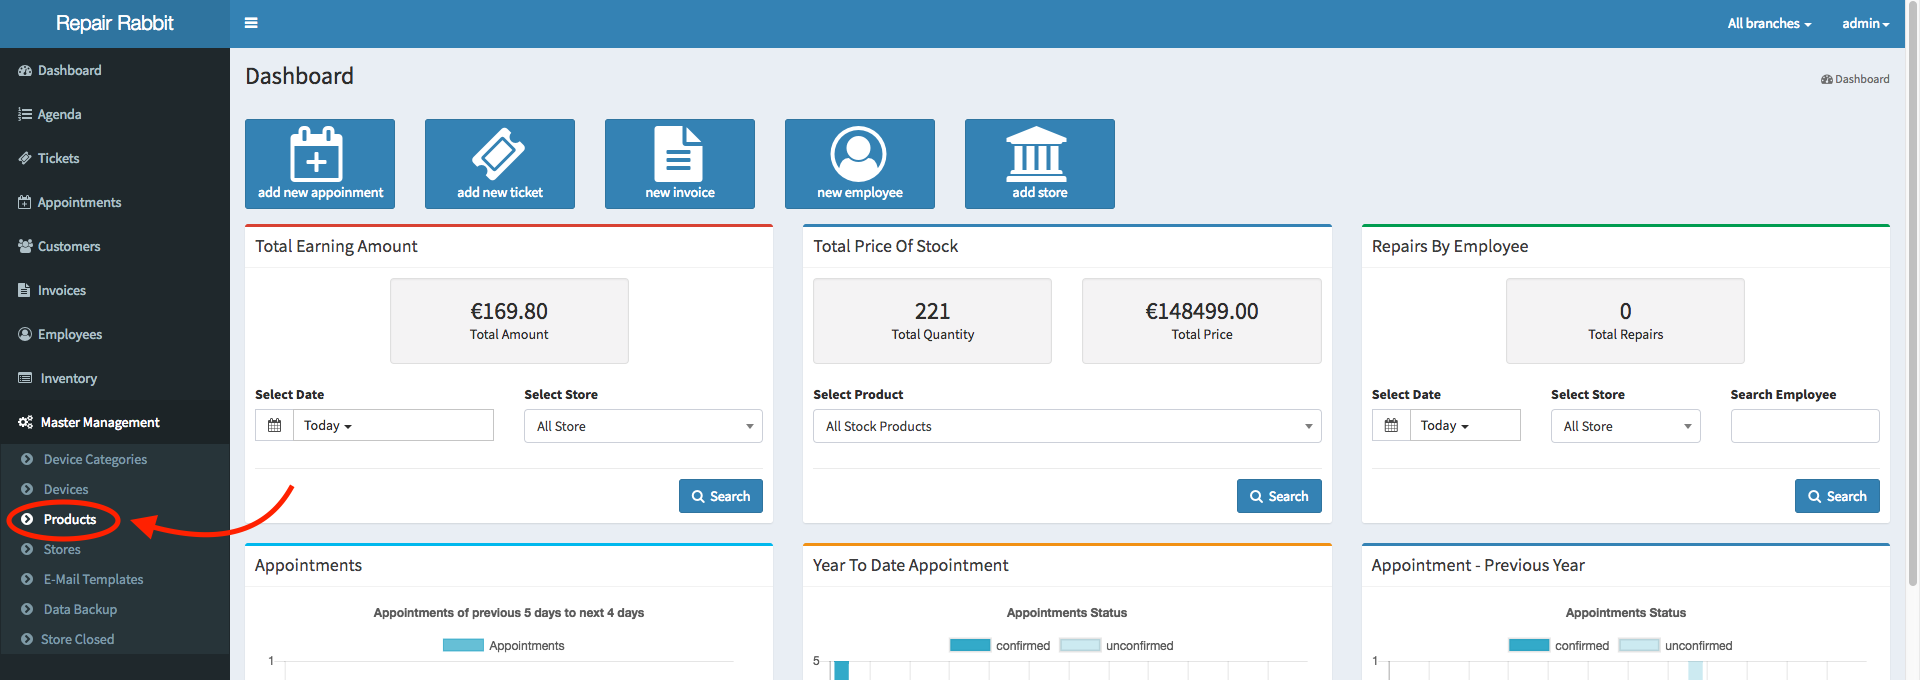 Repair Rabbit
All branches
admin
Dashboard
Agenda
Tickets
Appointments
Customers
Invoices
Employees
Inventory
Master Management
Device Categories
Devices
Products
Stores
E-Mail Templates
Data Backup
Store Closed
Dashboard
Dashboard
add new appoinment
add new ticket
new invoice
new employee
add store
Total Earning Amount
€169.80
Total Amount
Select Date
Select Store
Today
All Store
Search
Total Price Of Stock
221
Total Quantity
€148499.00
Total Price
Select Product
All Stock Products
Search
Repairs By Employee
0
Total Repairs
Select Date
Select Store
Search Employee
Today
All Store
Search
Appointments
Appointments of previous 5 days to next 4 days
Appointments
1
Year To Date Appointment
Appointments Status
confirmed unconfirmed
5
Appointment - Previous Year
Appointments Status
confirmed unconfirmed
1